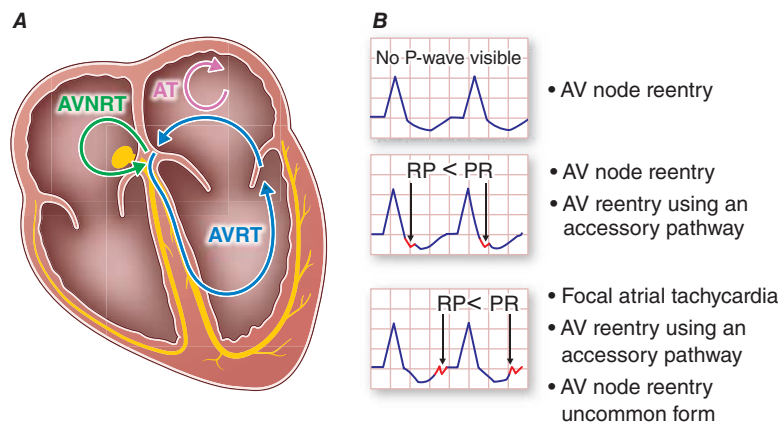 A
AT
AVNRT
AVRT
B
No P-wave visible
• AV node reentry
RP < PR
• AV node reentry
• AV reentry using an
accessory pathway
RP< PR
• Focal atrial tachycardia
• AV reentry using an
accessory pathway
• AV node reentry
uncommon form